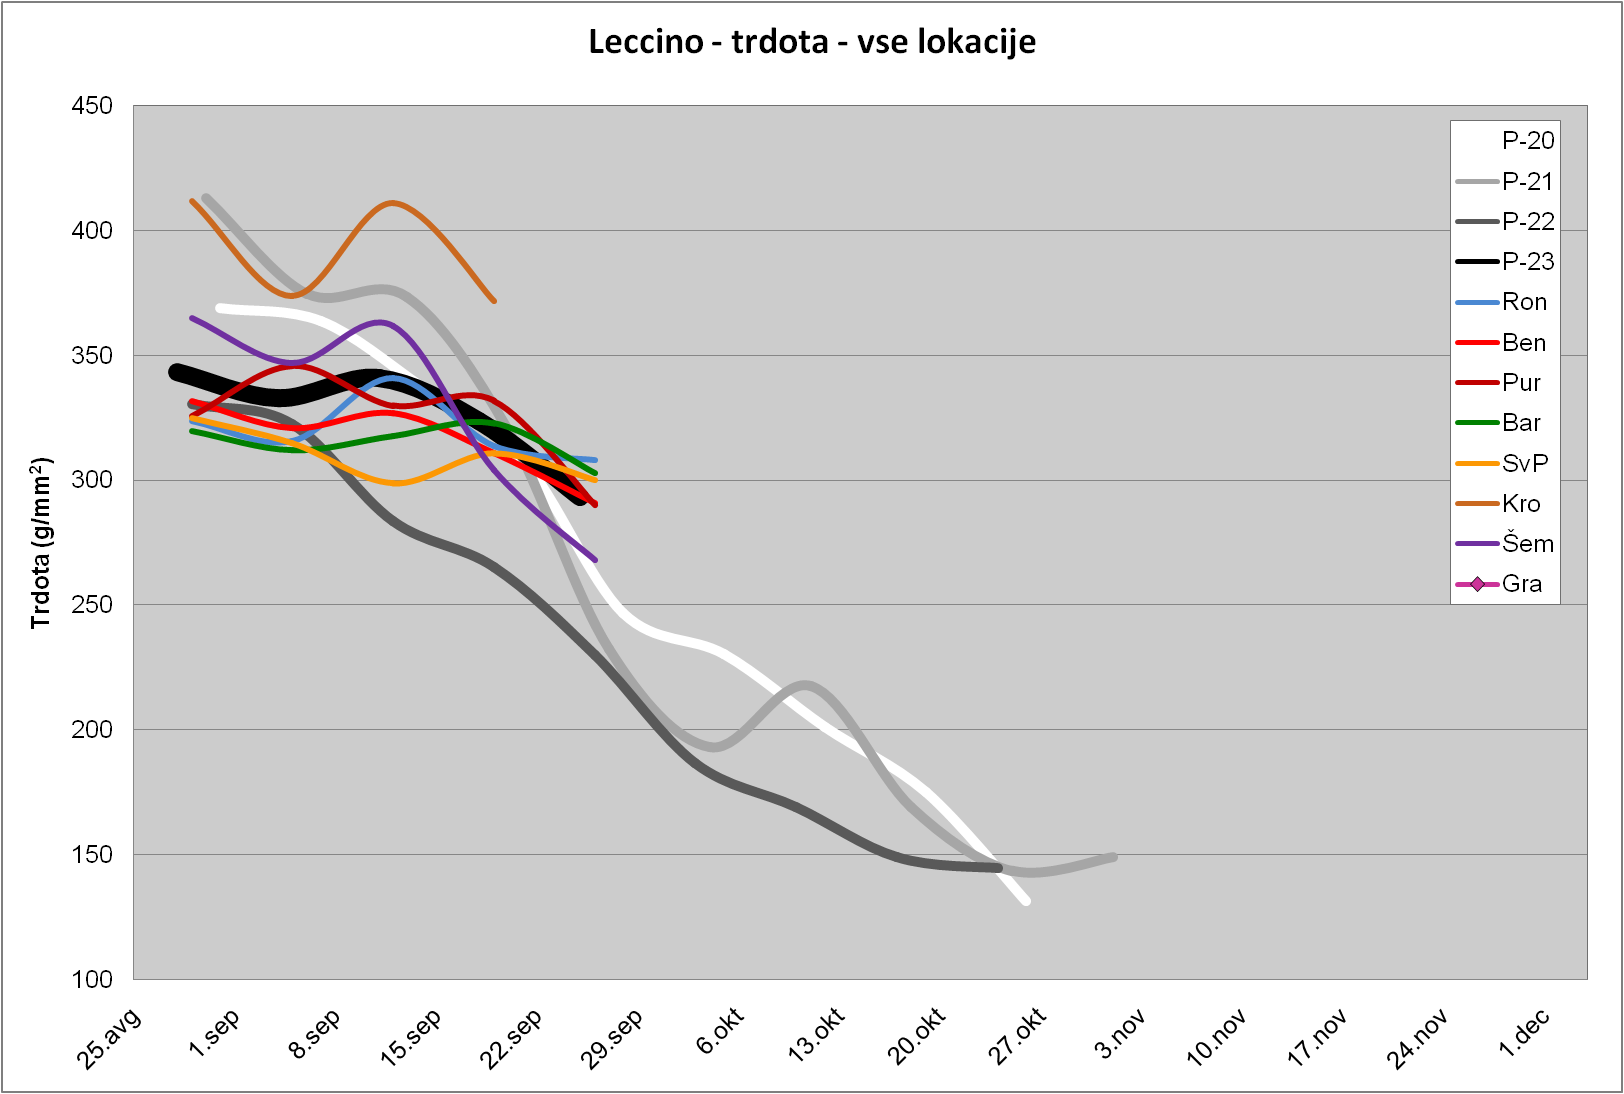 Leccino - trdota - vse lokacije
Trdota (g/mm²)
450
400
350
300
250
200
150
100
25.avg
1.sep
8.sep
15.sep
22.sep
29.sep
6.okt
13.okt
20.okt
27.okt
3.nov
10.nov
17.nov
24.nov
1.dec
P-20
P-21
P-22
P-23
Ron
Ben
Pur
Bar
SvP
Kro
Šem
Gra